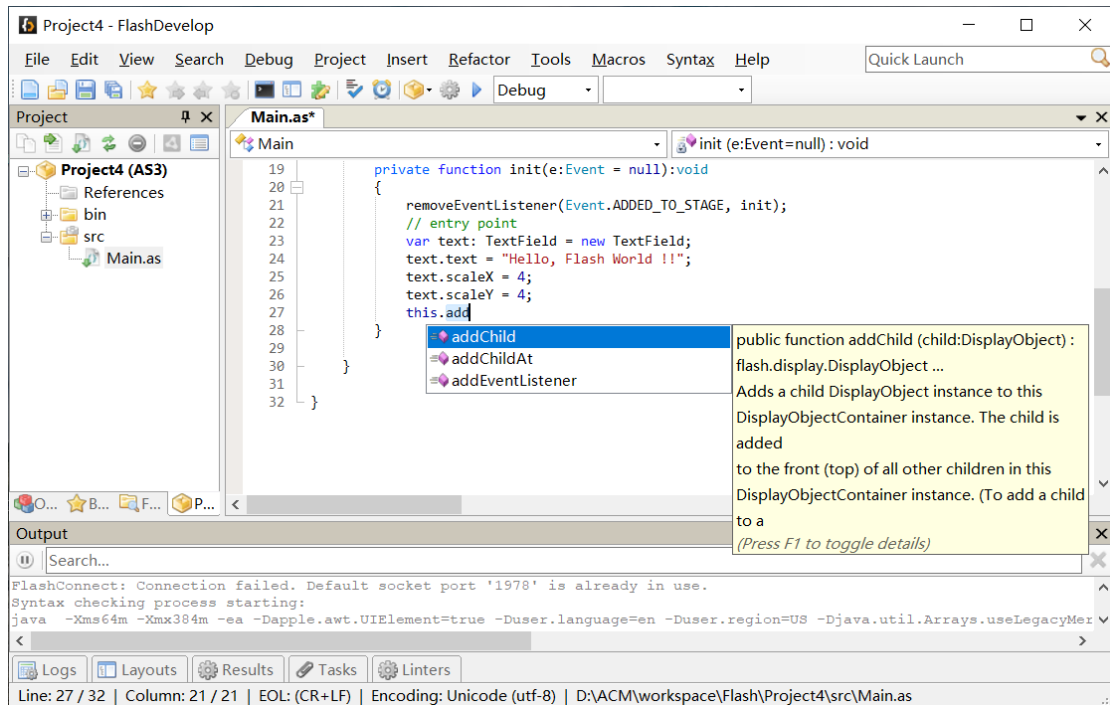 Project4 - FlashDevelop
File Edit View Search Debug Project Insert Refactor Tools Macros Syntax Help Quick Launch
Debug
Project
Main.as*
Main
init (e:Event=null) : void
Project4 (AS3)
References
bin
src
Main.as
19 private function init(e:Event = null):void
20 {
21 removeEventListener(Event.ADDED_TO_STAGE, init);
22 // entry point
23 var text: TextField = new TextField;
24 text.text = "Hello, Flash World !!";
25 text.scaleX = 4;
26 text.scaleY = 4;
27 this.add
28 }
29
30 }
31
32 }
addChild
addChildAt
addEventListener
public function addChild (child:DisplayObject) :
flash.display.DisplayObject ...
Adds a child DisplayObject instance to this
DisplayObjectContainer instance. The child is
added
to the front (top) of all other children in this
DisplayObjectContainer instance. (To add a child
to a
(Press F1 to toggle details)
O... B... F... P...
Output
Search...
FlashConnect: Connection failed. Default socket port '1978' is already in use.
Syntax checking process starting:
java -Xms64m -Xmx384m -ea -Dapple.awt.UIElement=true -Duser.language=en -Duser.region=US -Djava.util.Arrays.useLegacyMer
Logs Layouts Results Tasks Linters
Line: 27 / 32 | Column: 21 / 21 | EOL: (CR+LF) | Encoding: Unicode (utf-8) | D:\ACM\workspace\Flash\Project4\src\Main.as